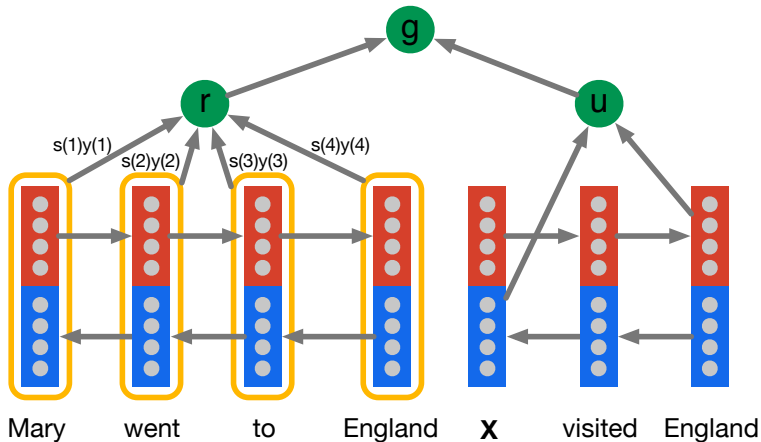 g
r
u
s(1)y(1)
s(2)y(2)
s(3)y(3)
s(4)y(4)
Mary went to England X visited England